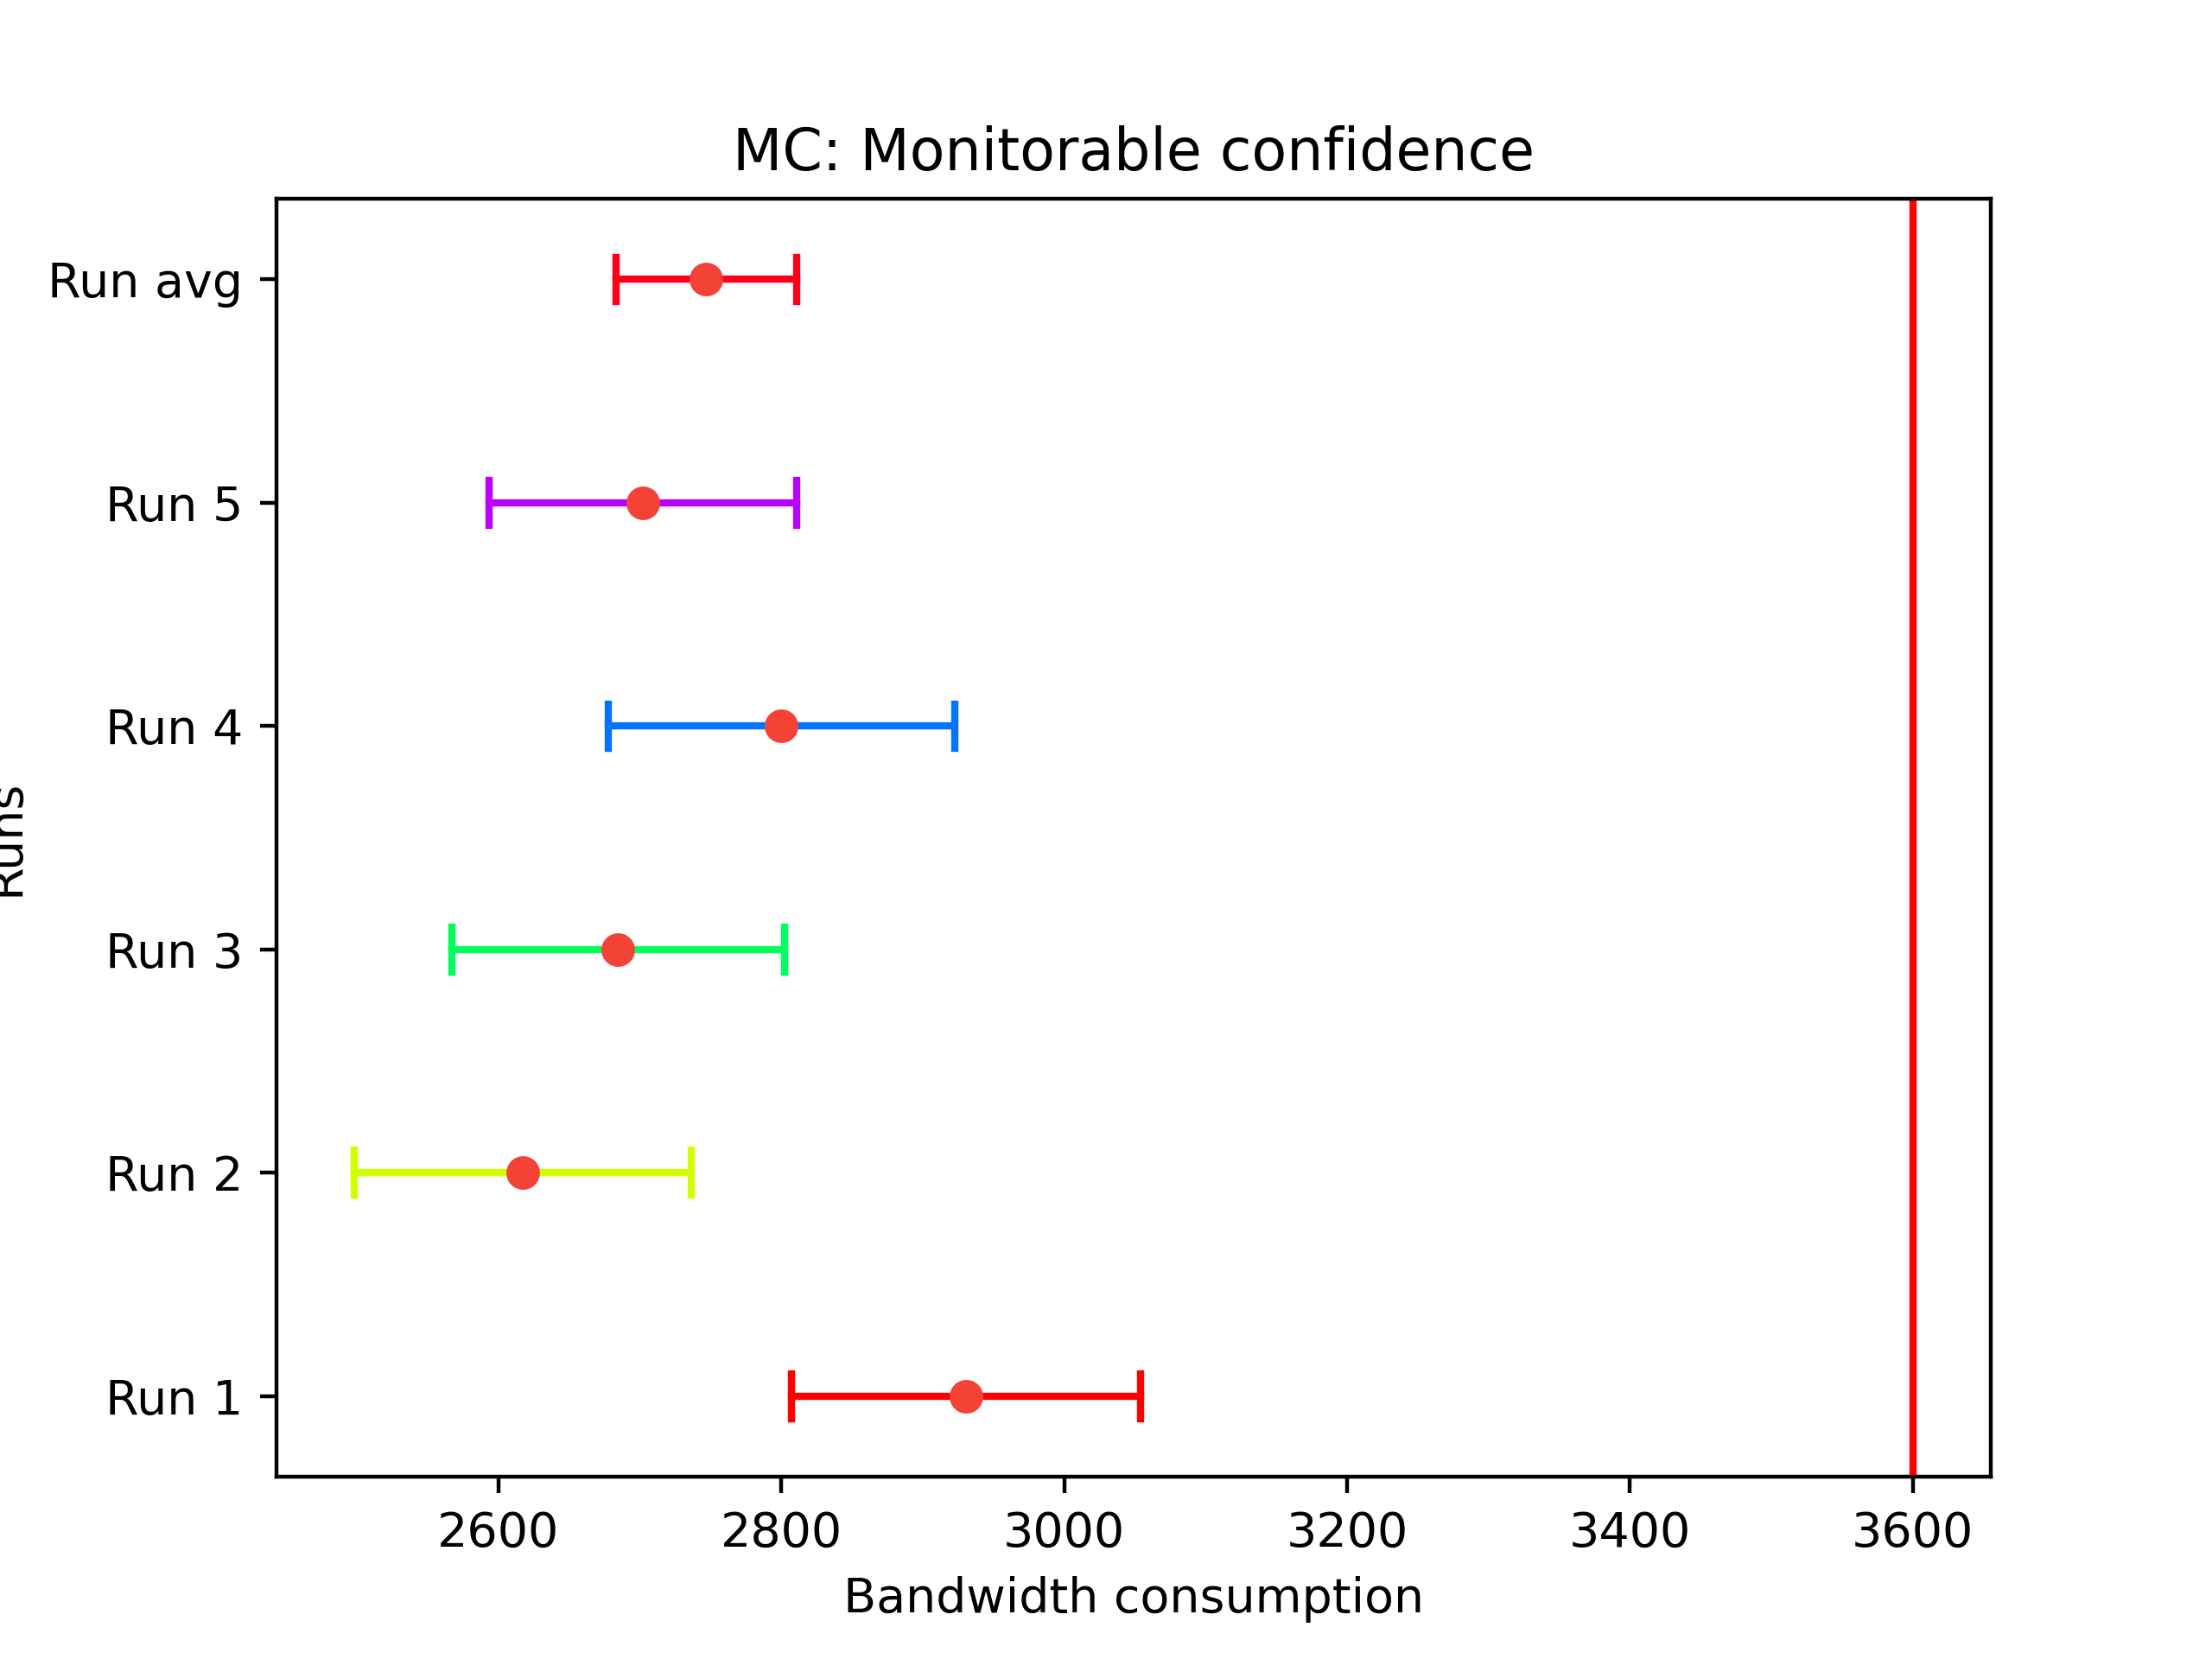 MC: Monitorable confidence
Run avg
Run 5
Run 4
Runs
Run 3
Run 2
Run 1
2600 2800 3000 3200 3400 3600
Bandwidth consumption